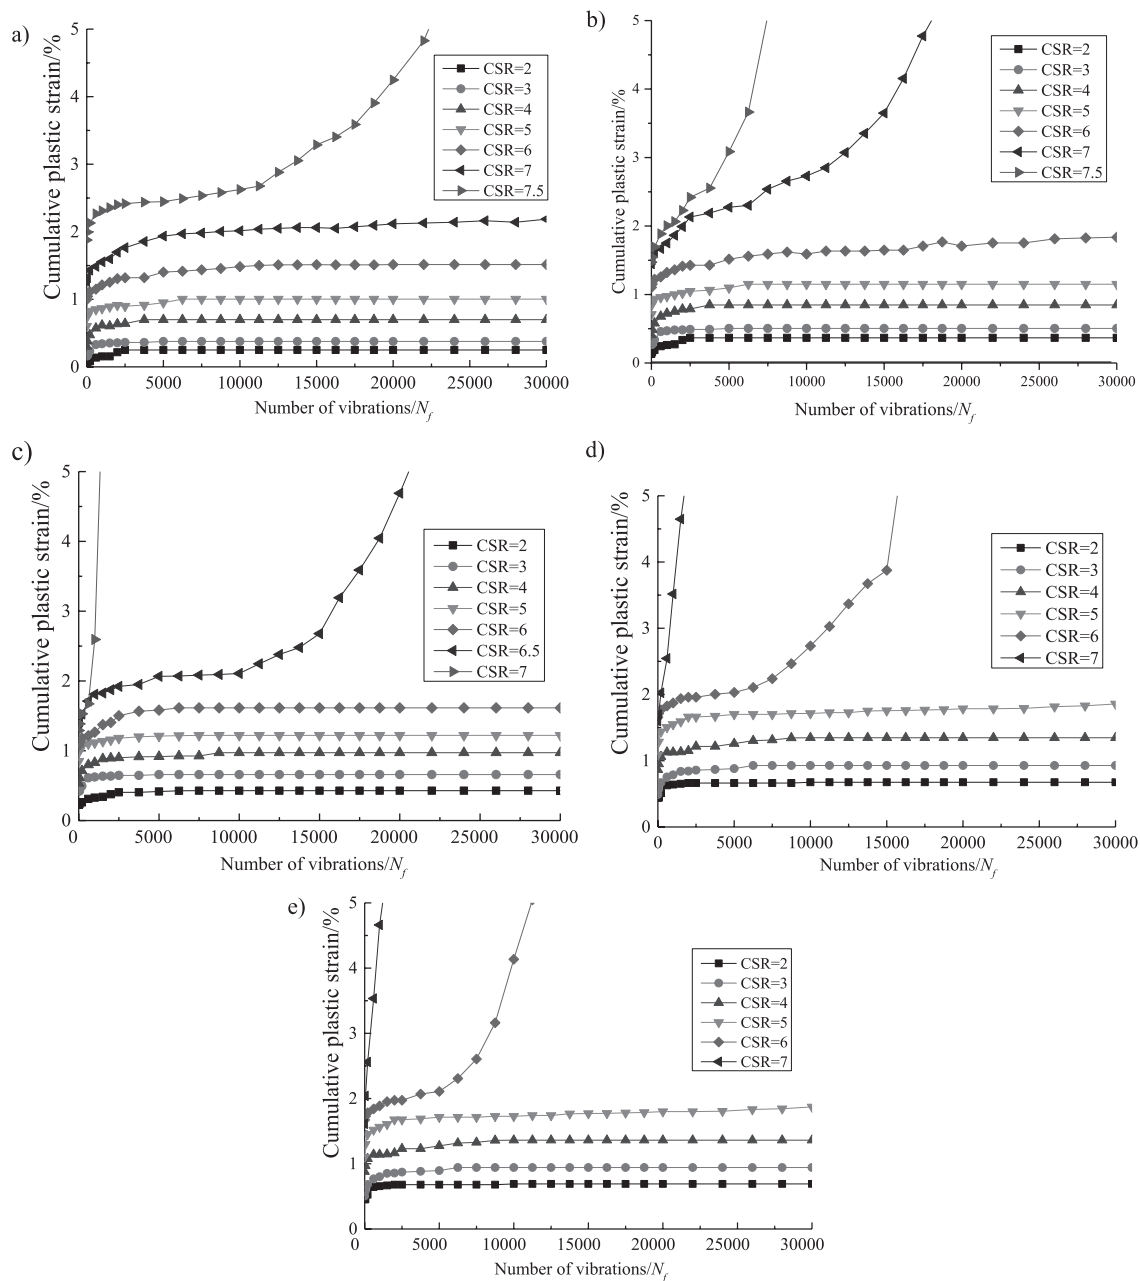 a)
Cumulative plastic strain/%
5
4
3
2
1
0
0 5000 10000 15000 20000 25000 30000
Number of vibrations/Nf
CSR=2
CSR=3
CSR=4
CSR=5
CSR=6
CSR=7
CSR=7.5
b)
Cumulative plastic strain/%
5
4
3
2
1
0
0 5000 10000 15000 20000 25000 30000
Number of vibrations/Nf
CSR=2
CSR=3
CSR=4
CSR=5
CSR=6
CSR=7
CSR=7.5
c)
Cumulative plastic strain/%
5
4
3
2
1
0
0 5000 10000 15000 20000 25000 30000
Number of vibrations/Nf
CSR=2
CSR=3
CSR=4
CSR=5
CSR=6
CSR=6.5
CSR=7
d)
Cumulative plastic strain/%
5
4
3
2
1
0
0 5000 10000 15000 20000 25000 30000
Number of vibrations/Nf
CSR=2
CSR=3
CSR=4
CSR=5
CSR=6
CSR=7
e)
Cumulative plastic strain/%
5
4
3
2
1
0
0 5000 10000 15000 20000 25000 30000
Number of vibrations/Nf
CSR=2
CSR=3
CSR=4
CSR=5
CSR=6
CSR=7